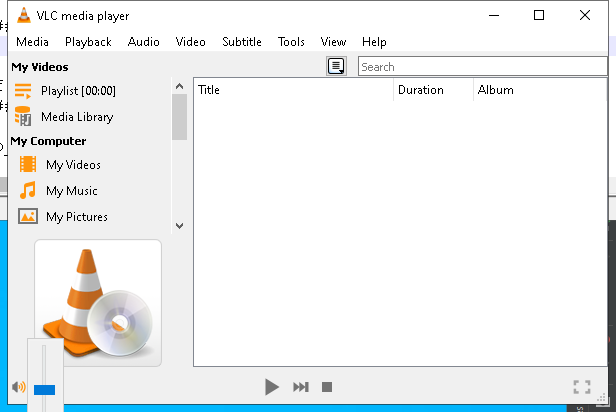 VLC media player
Media Playback Audio Video Subtitle Tools View Help
My Videos
Search
Playlist [00:00]
Media Library
My Computer
My Videos
My Music
My Pictures
Title Duration Album